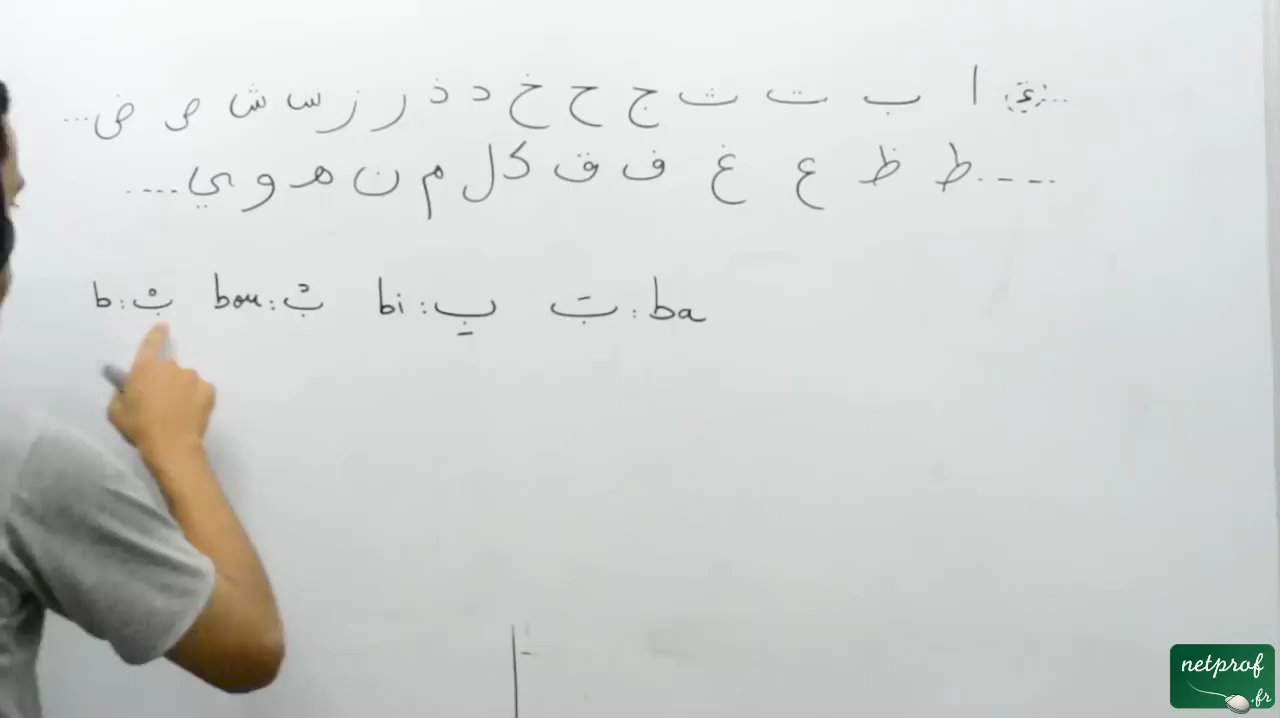 ... ء ا ب ت ث ج ح خ د ذ ر ز س ش ص ض ...
.... ط ظ ع غ ف ق ك ل م ن ه و ي ....
بَ : ba بِ : bi بُ : bou بْ : b
netprof
.fr